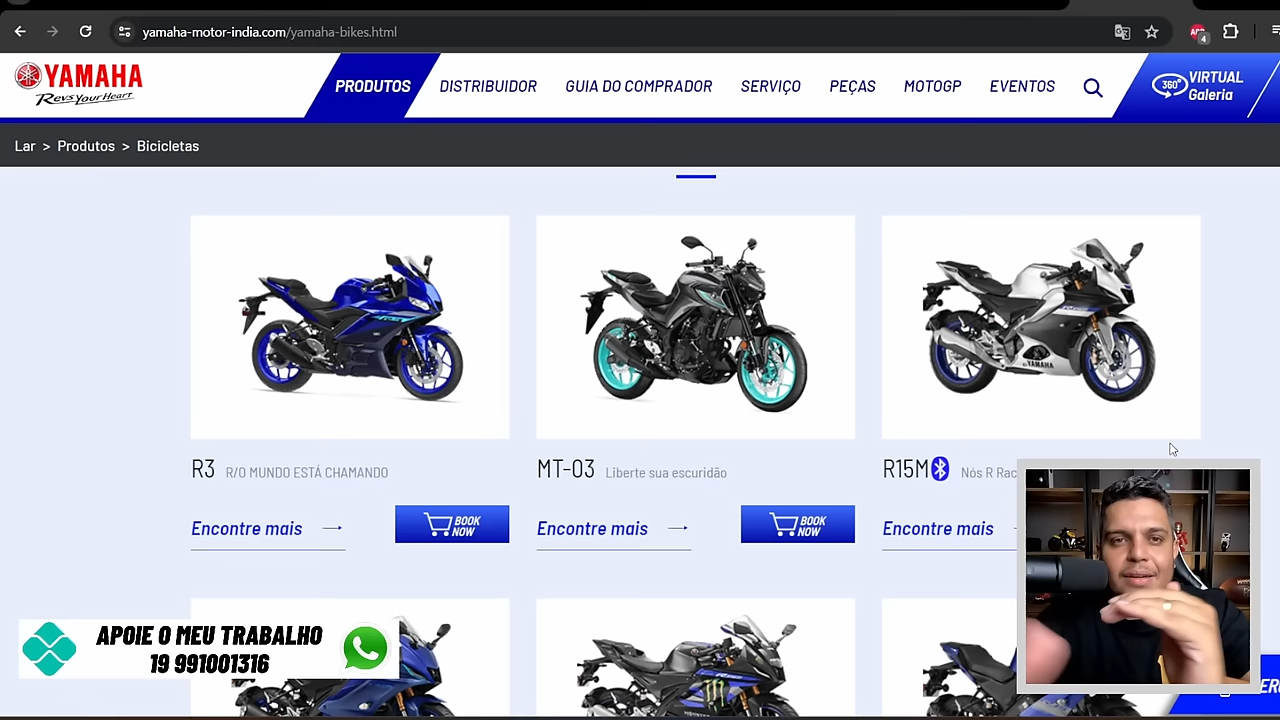 yamaha-motor-india.com/yamaha-bikes.html
4
YAMAHA
Revs Your Heart
PRODUTOS
DISTRIBUIDOR
GUIA DO COMPRADOR
SERVIÇO
PEÇAS
MOTOGP
EVENTOS
360°
VIRTUAL
Galeria
Lar > Produtos > Bicicletas
YAMAHA
R3 R/O MUNDO ESTÁ CHAMANDO
MT-03 Liberte sua escuridão
R15M Nós R Rac
Encontre mais
BOOK
NOW
Encontre mais
BOOK
NOW
Encontre mais
APOIE O MEU TRABALHO
19 991001316